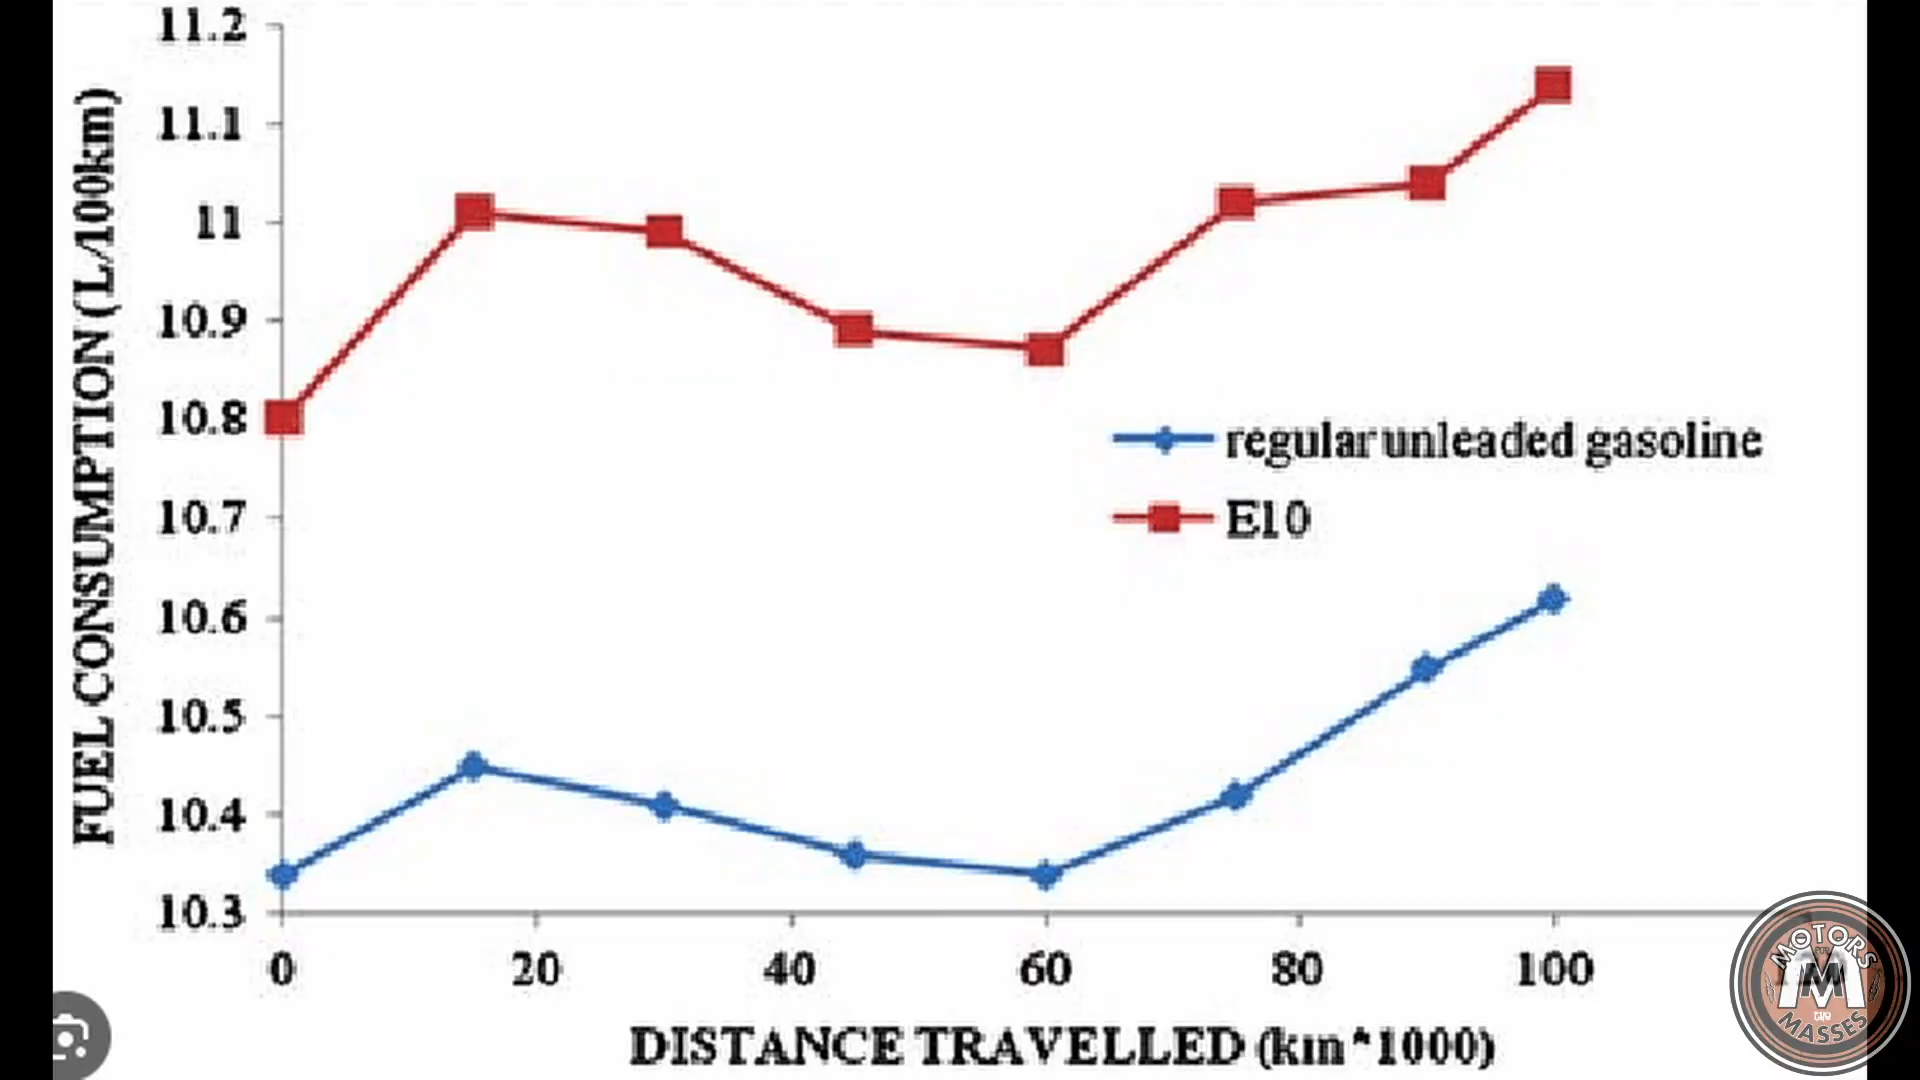 11.2
11.1
11
10.9
10.8
10.7
10.6
10.5
10.4
10.3
FUEL CONSUMPTION (L/100km)
regular unleaded gasoline
E10
0 20 40 60 80 100
DISTANCE TRAVELLED (km*1000)
MOTORS
FOR
M
THE
MASSES